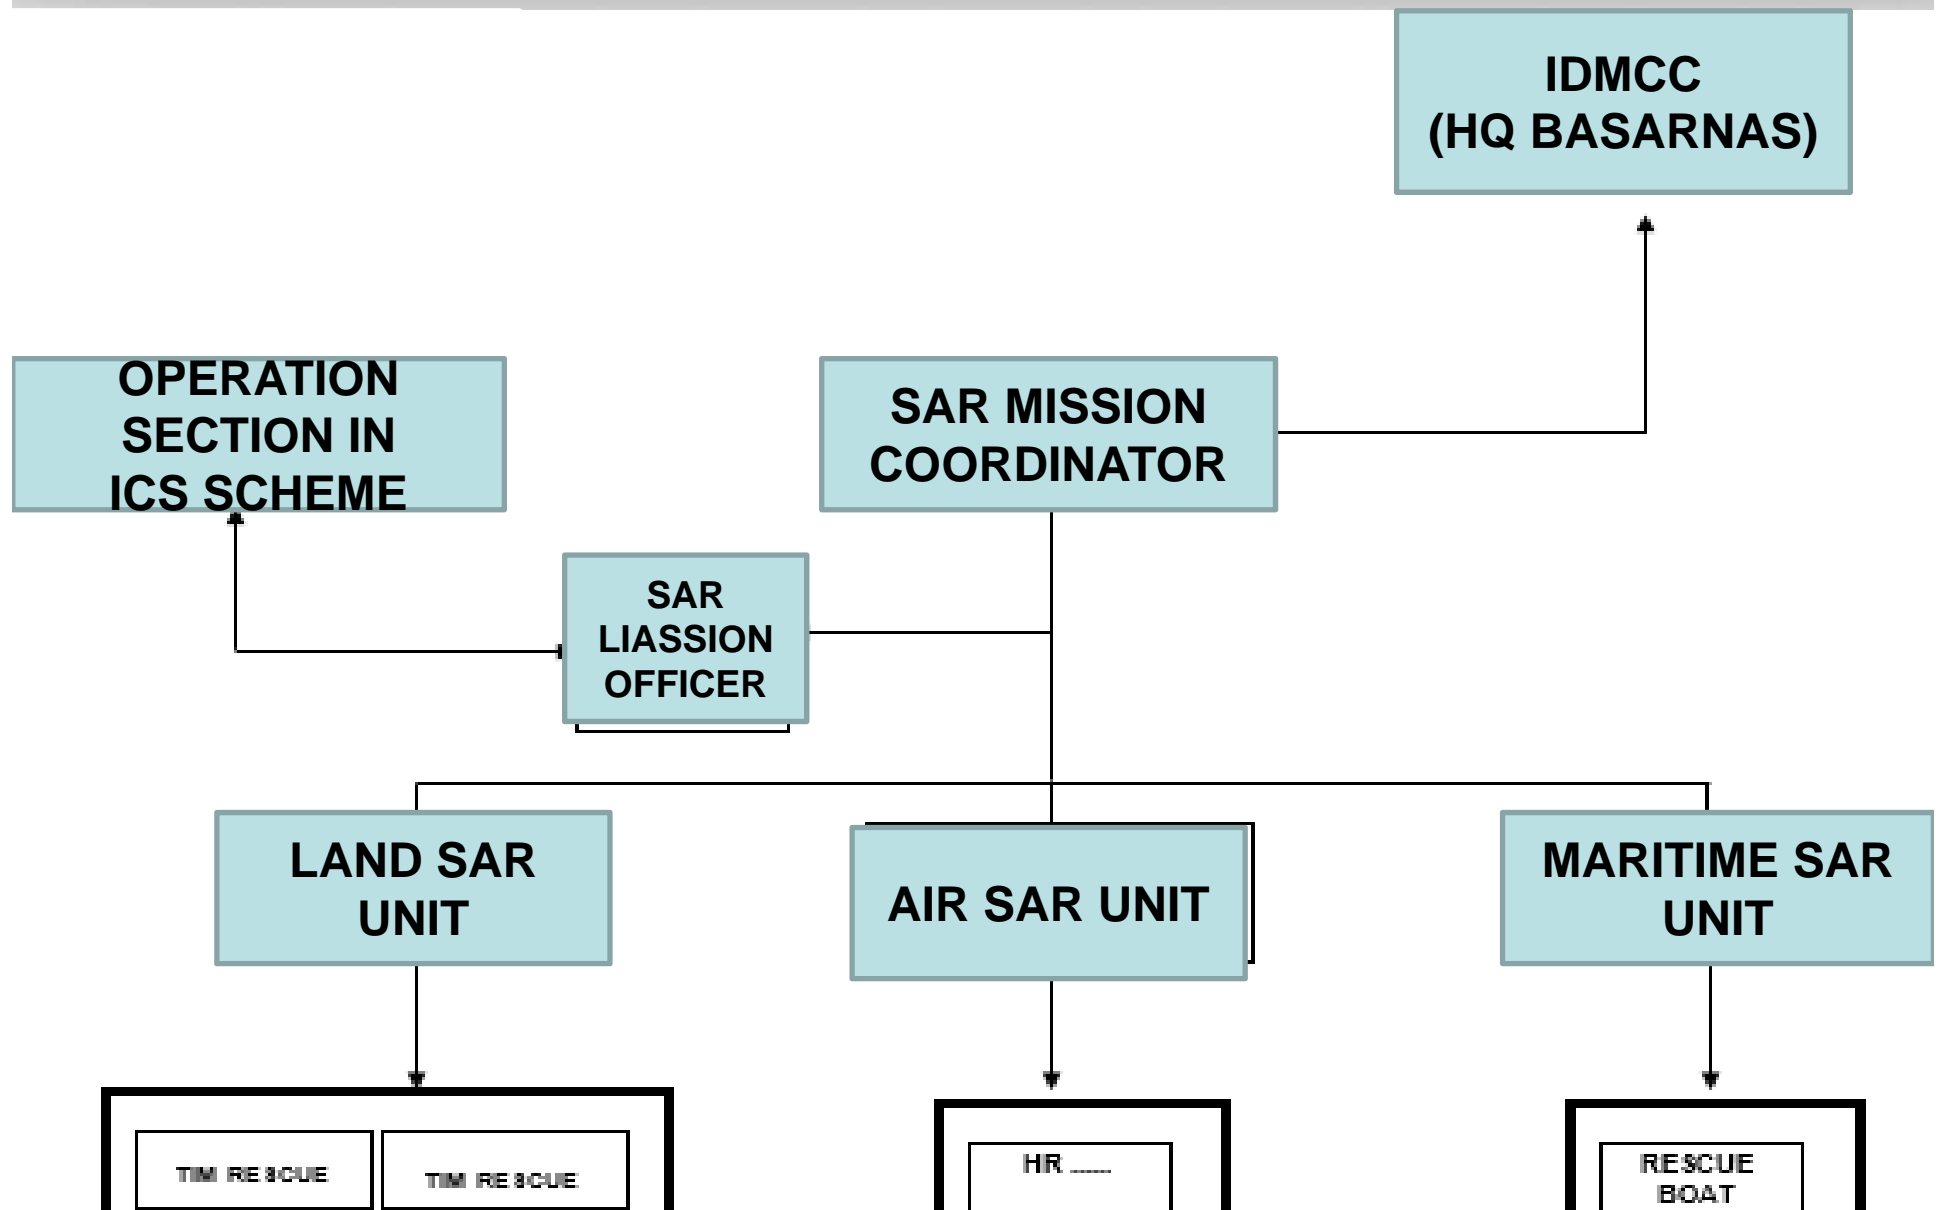 IDMCC
(HQ BASARNAS)
OPERATION
SECTION IN
ICS SCHEME
SAR MISSION
COORDINATOR
SAR
LIASSION
OFFICER
LAND SAR
UNIT
AIR SAR UNIT
MARITIME SAR
UNIT
TIM RESCUE
TIM RESCUE
HR ......
RESCUE
BOAT